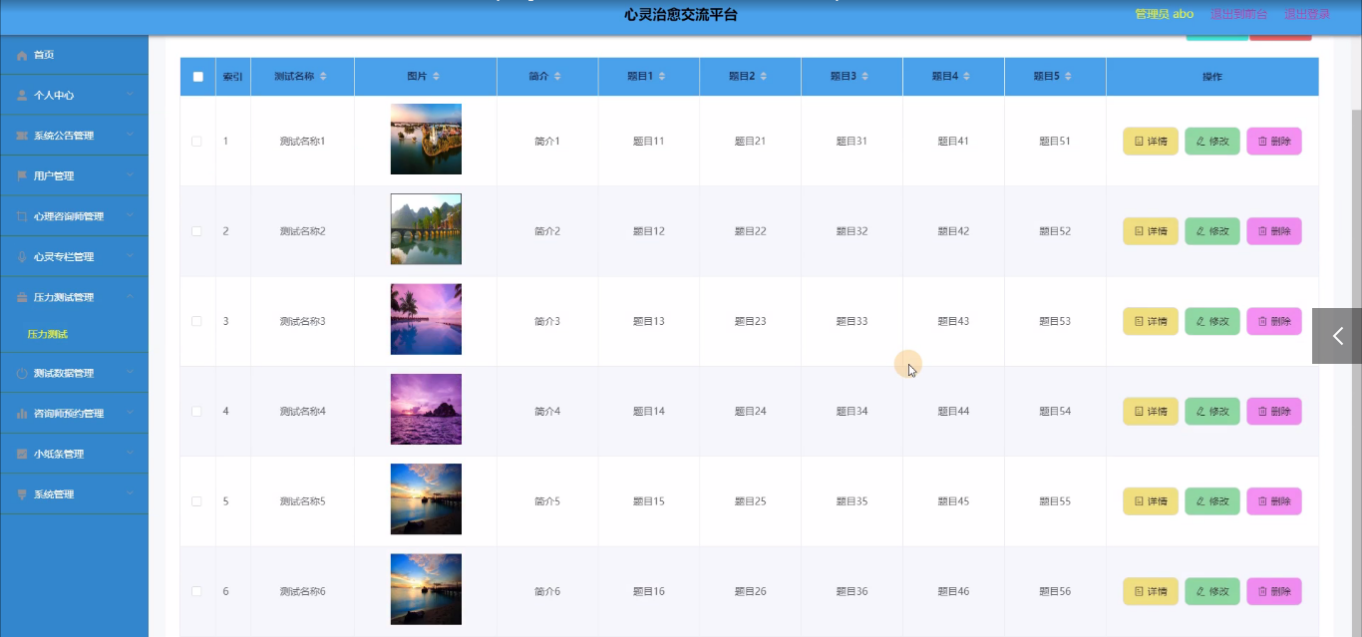 心灵治愈交流平台
管理员 abo 退出到前台 退出登录
首页
个人中心
系统公告管理
用户管理
心理咨询师管理
心灵专栏管理
压力测试管理
压力测试
测试数据管理
咨询师预约管理
小纸条管理
系统管理
索引 测试名称 图片 简介 题目1 题目2 题目3 题目4 题目5 操作
1 测试名称1 简介1 题目11 题目21 题目31 题目41 题目51 详情 修改 删除
2 测试名称2 简介2 题目12 题目22 题目32 题目42 题目52 详情 修改 删除
3 测试名称3 简介3 题目13 题目23 题目33 题目43 题目53 详情 修改 删除
4 测试名称4 简介4 题目14 题目24 题目34 题目44 题目54 详情 修改 删除
5 测试名称5 简介5 题目15 题目25 题目35 题目45 题目55 详情 修改 删除
6 测试名称6 简介6 题目16 题目26 题目36 题目46 题目56 详情 修改 删除